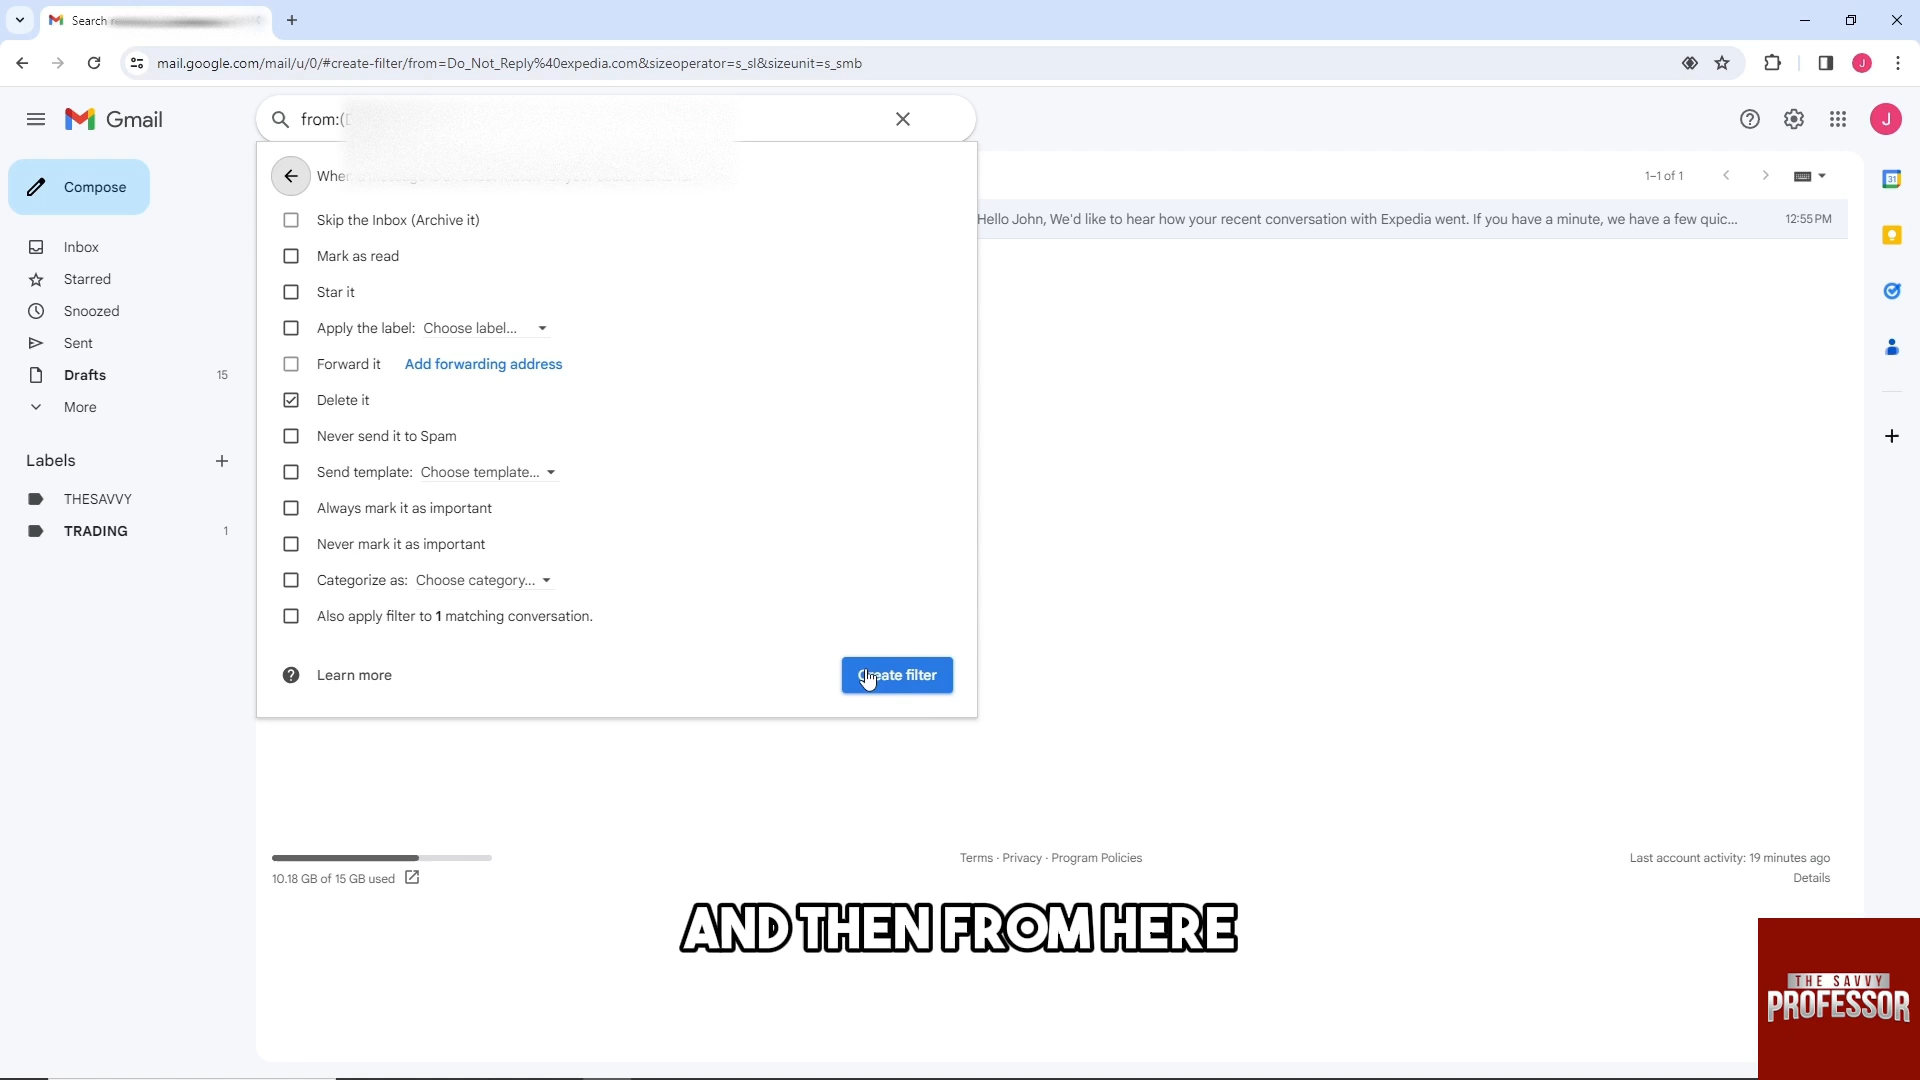 Search
mail.google.com/mail/u/0/#create-filter/from=Do_Not_Reply%40expedia.com&sizeoperator=s_sl&sizeunit=s_smb
J
Gmail
from:(
J
Compose
Inbox
Starred
Snoozed
Sent
Drafts 15
More
Labels
THESAVVY
TRADING 1
Skip the Inbox (Archive it)
Mark as read
Star it
Apply the label: Choose label...
Forward it Add forwarding address
Delete it
Never send it to Spam
Send template: Choose template...
Always mark it as important
Never mark it as important
Categorize as: Choose category...
Also apply filter to 1 matching conversation.
Learn more
Create filter
1–1 of 1
Hello John, We'd like to hear how your recent conversation with Expedia went. If you have a minute, we have a few quic... 12:55 PM
31
10.18 GB of 15 GB used
Terms · Privacy · Program Policies
Last account activity: 19 minutes ago
Details
AND THEN FROM HERE
THE SAVVY
PROFESSOR